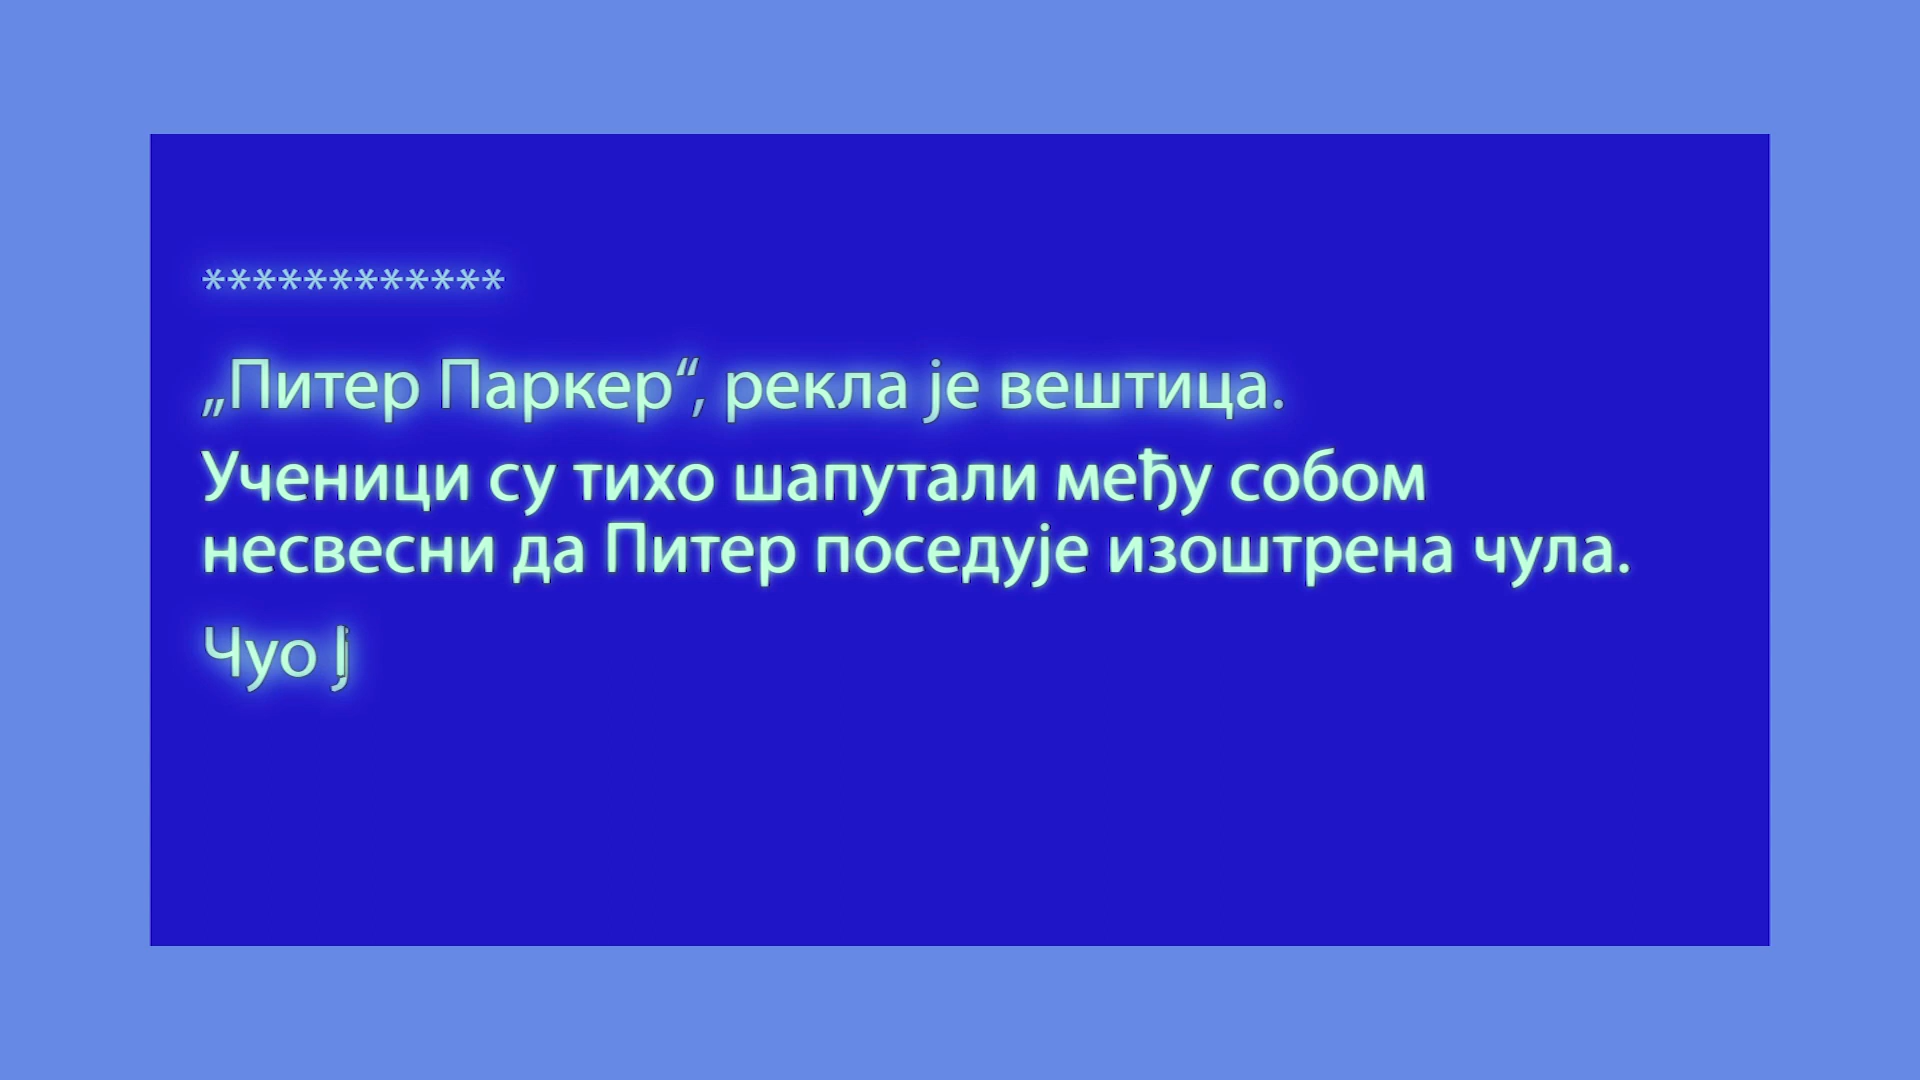 ************
„Питер Паркер“, рекла је вештица.
Ученици су тихо шапутали међу собом
несвесни да Питер поседује изоштрена чула.
Чуо ј